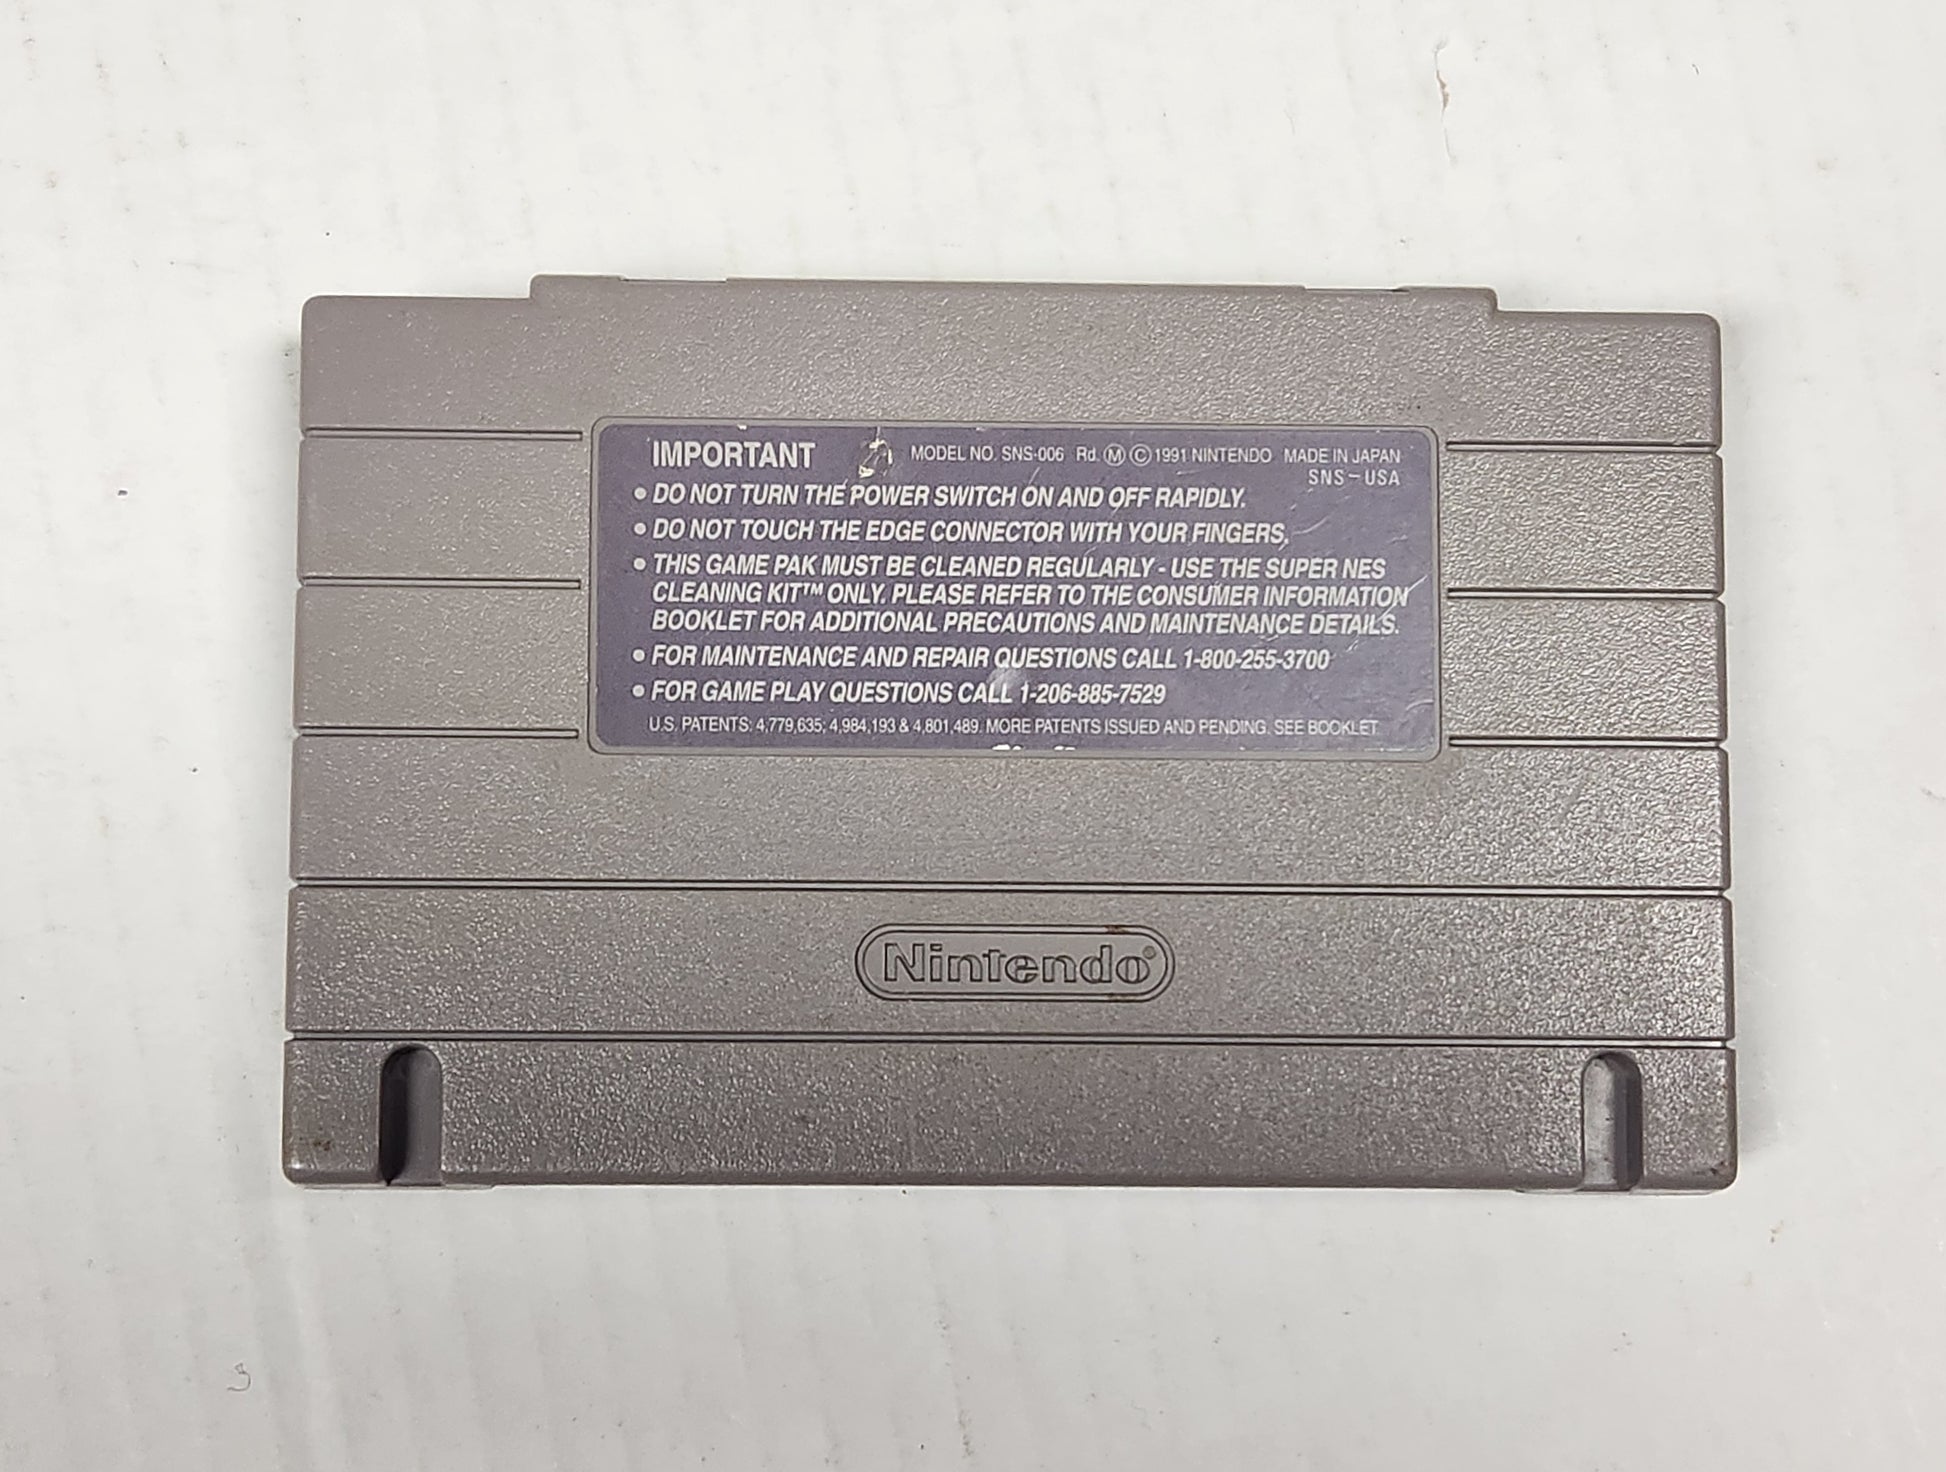 IMPORTANT MODEL NO. SNS-006 Rd. Ⓜ ©1991 NINTENDO MADE IN JAPAN
SNS-USA
● DO NOT TURN THE POWER SWITCH ON AND OFF RAPIDLY.
● DO NOT TOUCH THE EDGE CONNECTOR WITH YOUR FINGERS.
● THIS GAME PAK MUST BE CLEANED REGULARLY - USE THE SUPER NES
CLEANING KIT™ ONLY. PLEASE REFER TO THE CONSUMER INFORMATION
BOOKLET FOR ADDITIONAL PRECAUTIONS AND MAINTENANCE DETAILS.
● FOR MAINTENANCE AND REPAIR QUESTIONS CALL 1-800-255-3700
● FOR GAME PLAY QUESTIONS CALL 1-206-885-7529
U.S. PATENTS: 4,779,635; 4,984,193 & 4,801,489. MORE PATENTS ISSUED AND PENDING. SEE BOOKLET.
Nintendo®